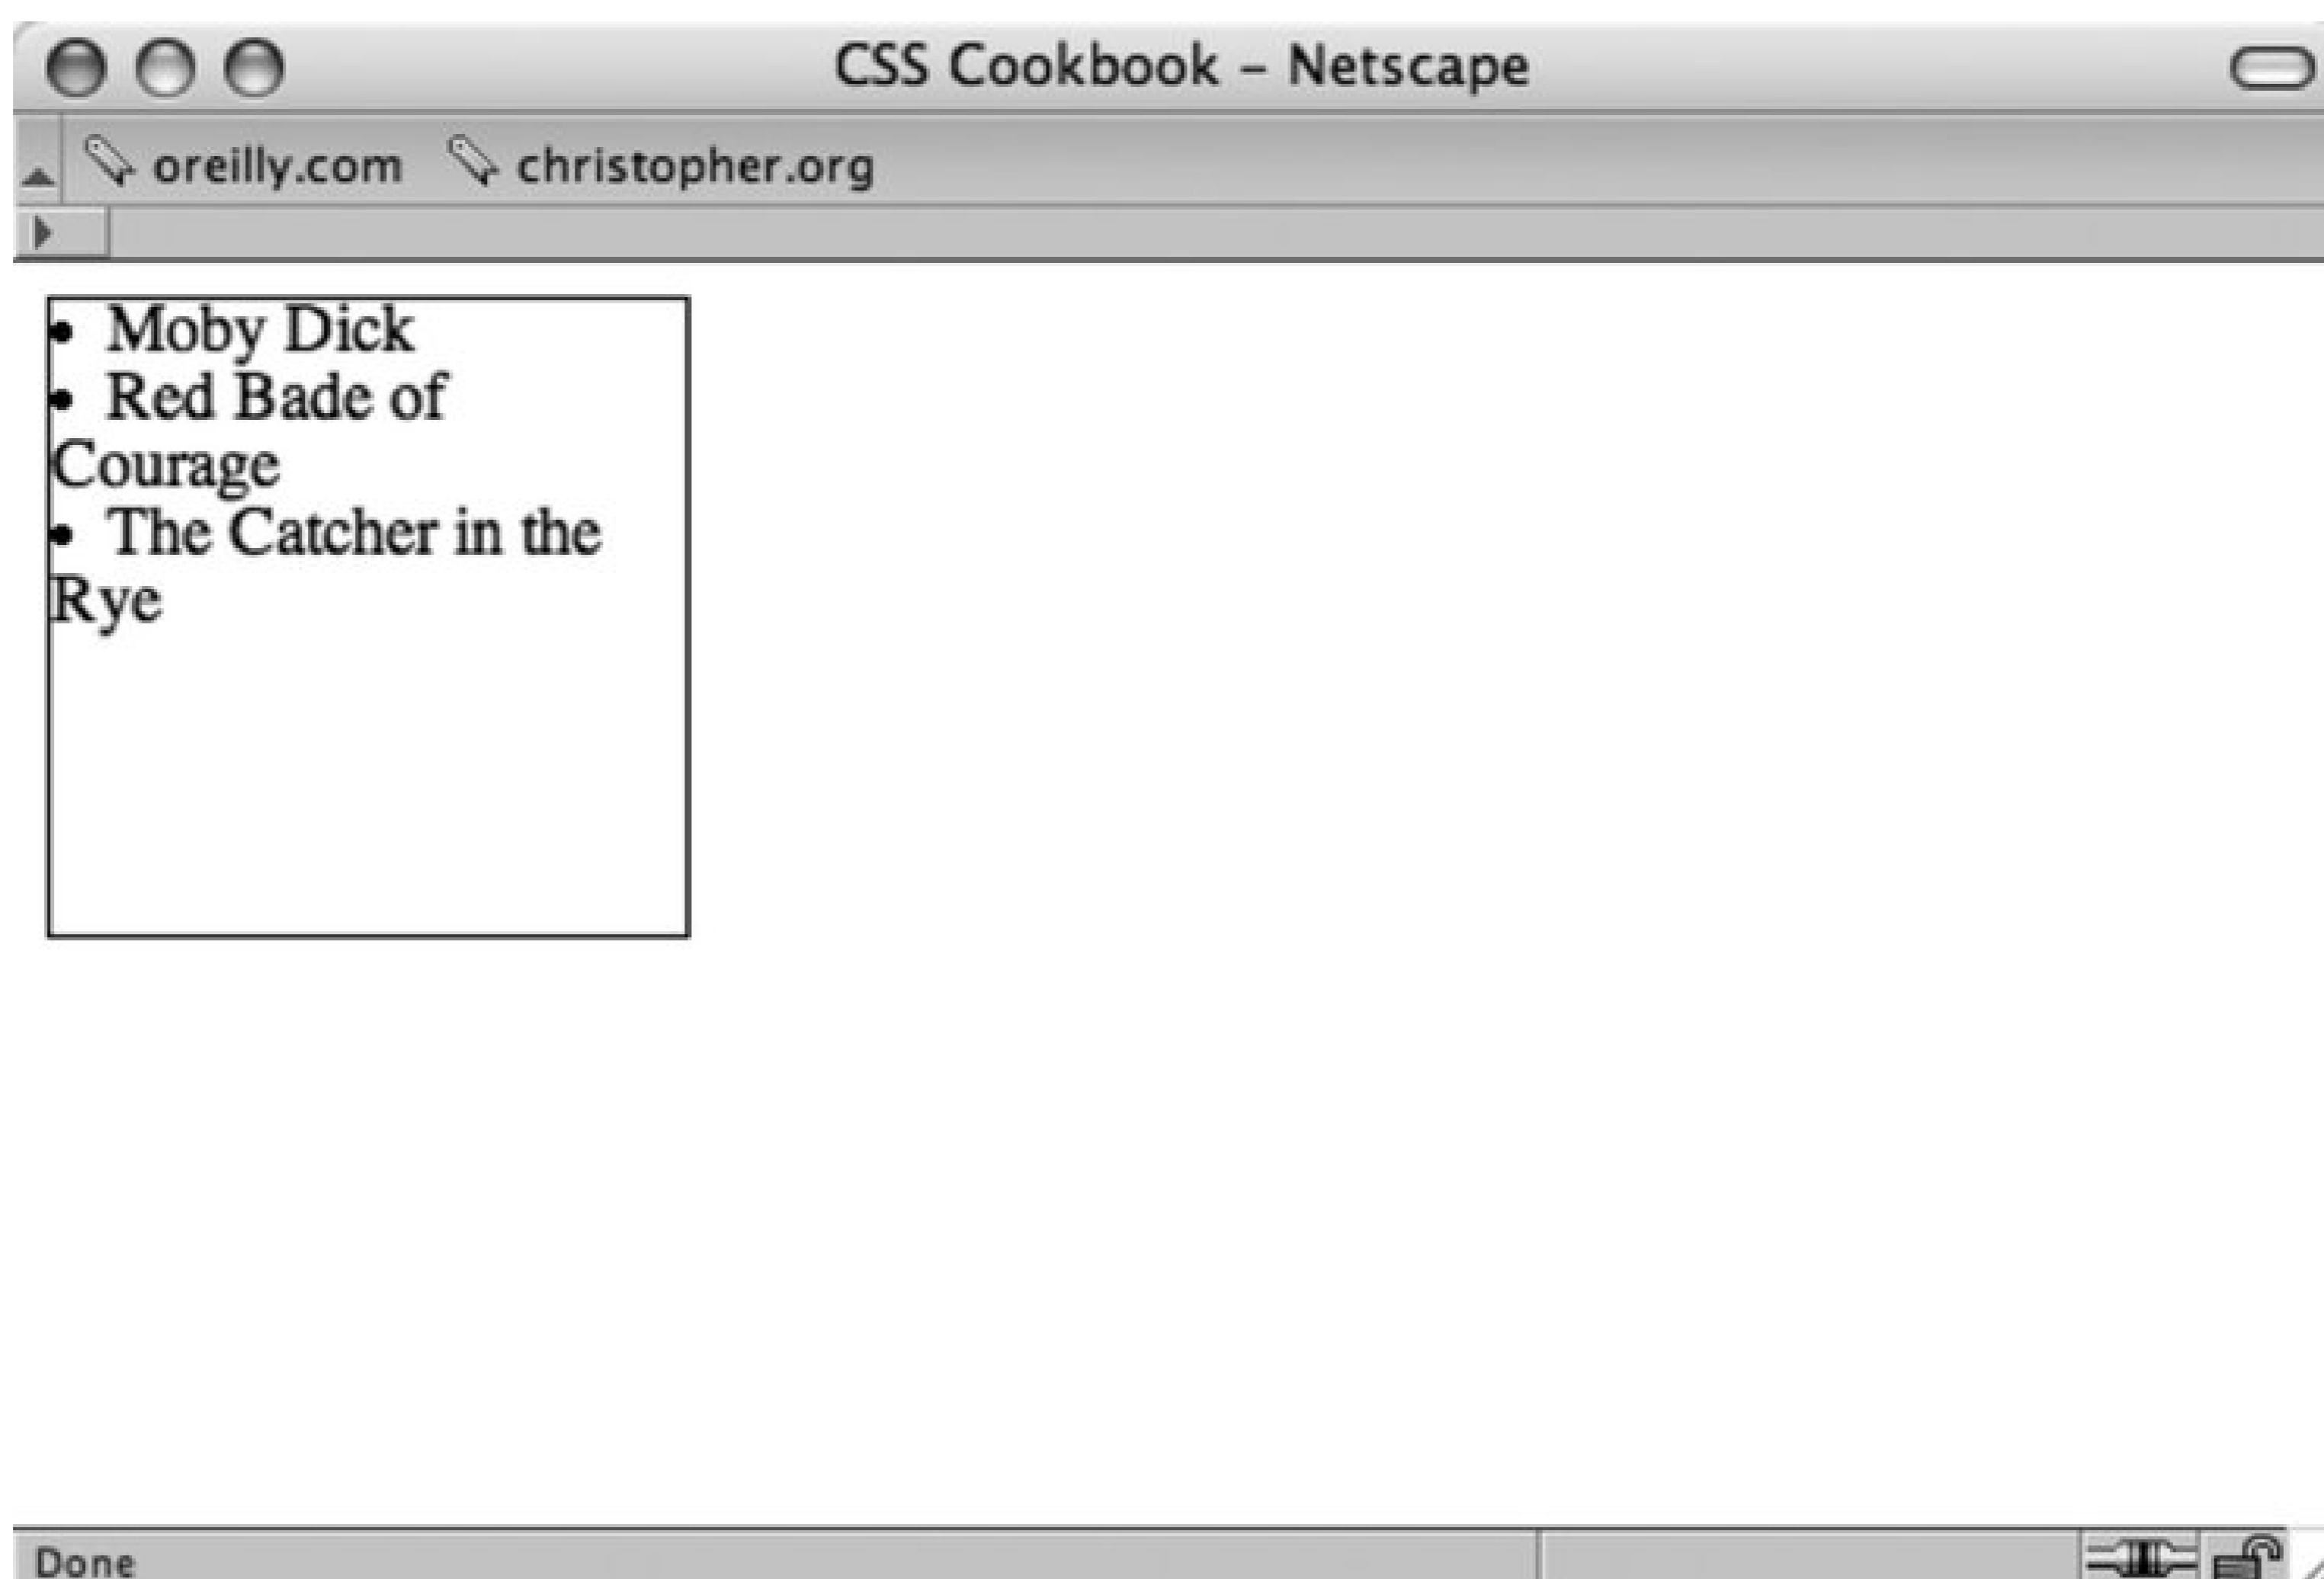 CSS Cookbook – Netscape
oreilly.com christopher.org
• Moby Dick
• Red Bade of
Courage
• The Catcher in the
Rye
Done